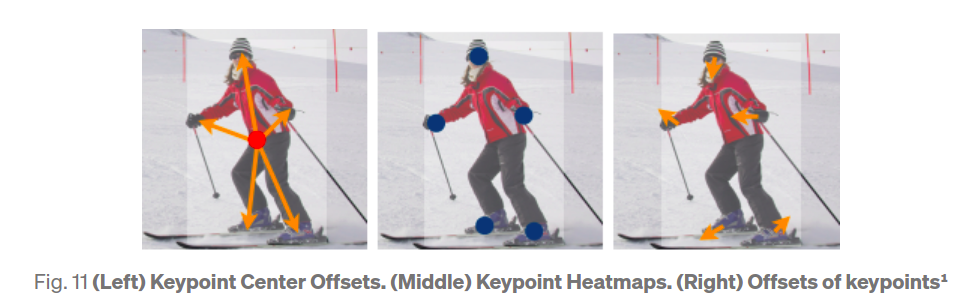 Fig. 11 (Left) Keypoint Center Offsets. (Middle) Keypoint Heatmaps. (Right) Offsets of keypoints¹